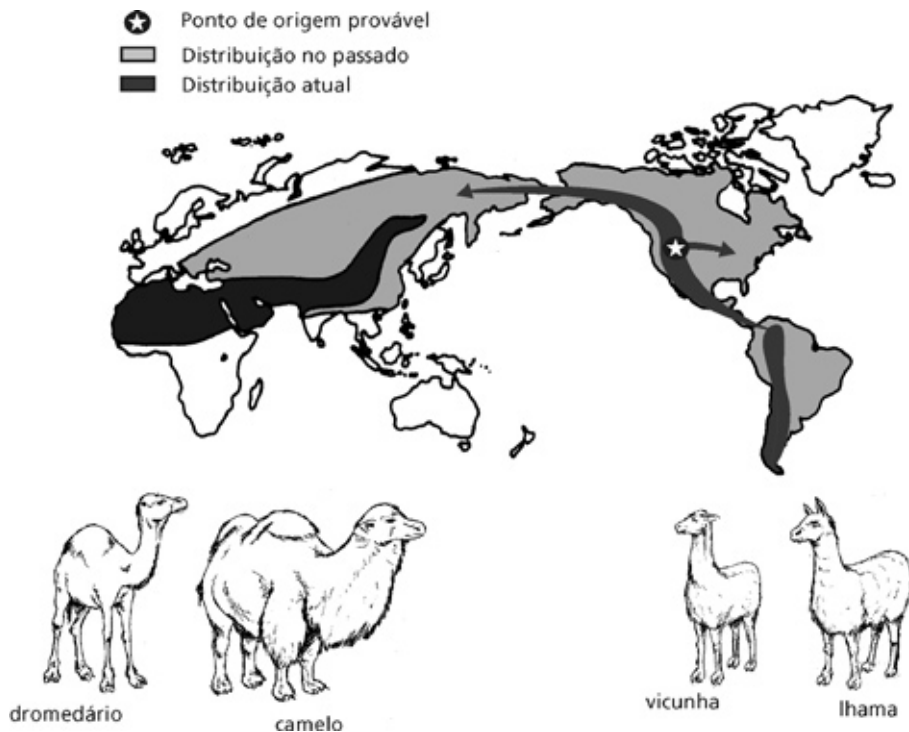 Ponto de origem provável
Distribuição no passado
Distribuição atual
dromedário
camelo
vicunha
lhama